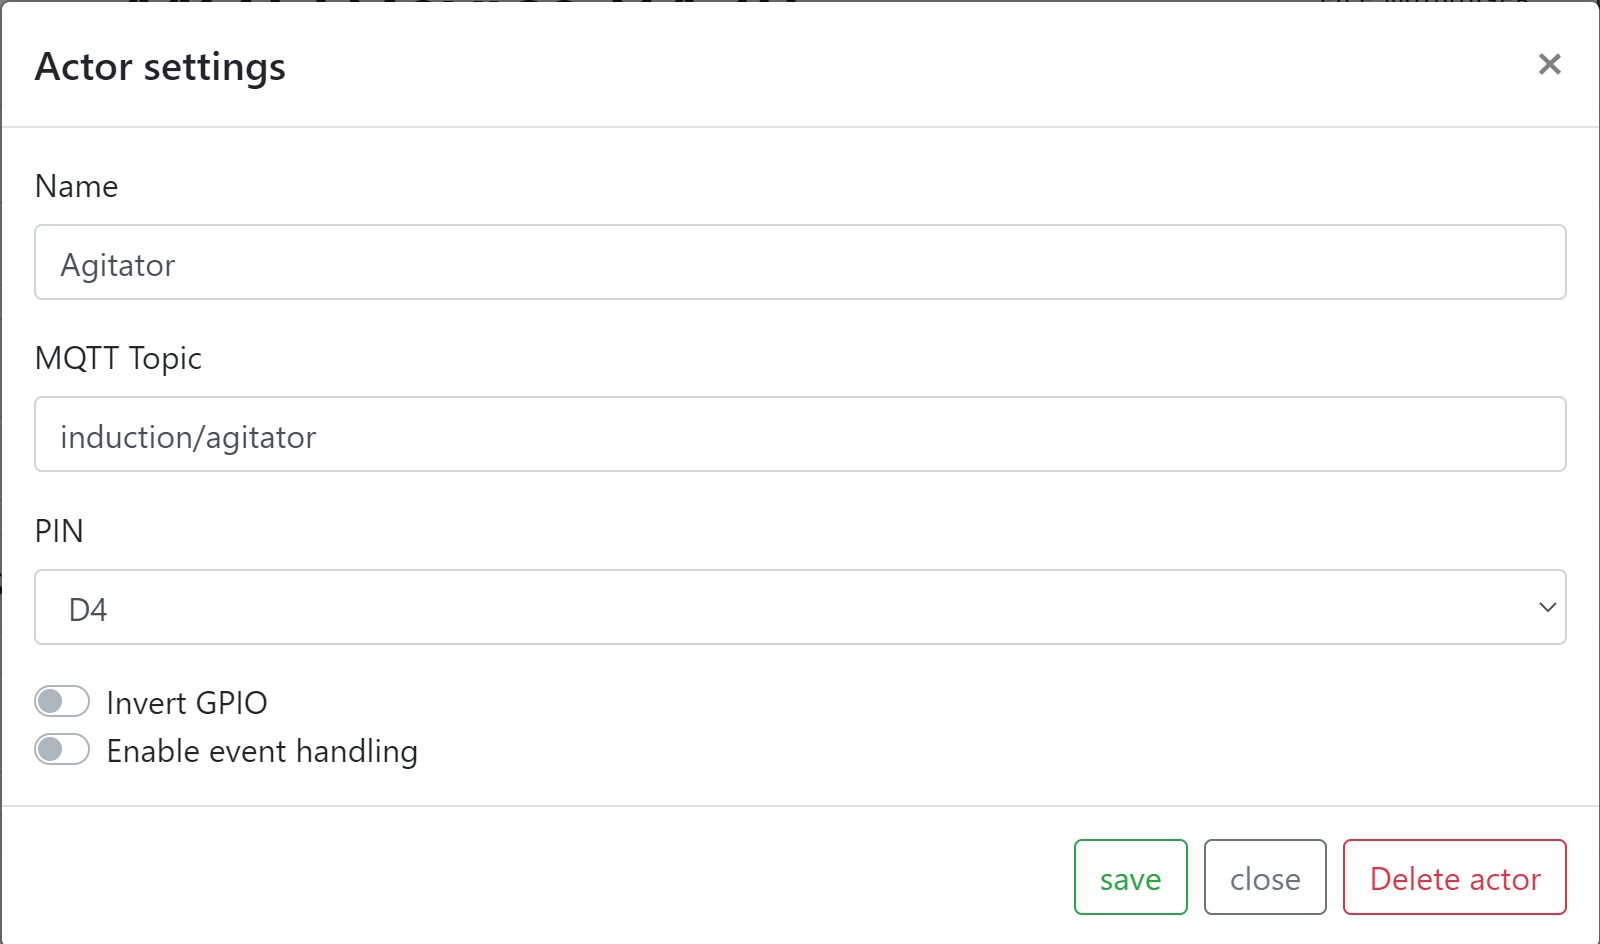 Actor settings
×
Name
Agitator
MQTT Topic
induction/agitator
PIN
D4
Invert GPIO
Enable event handling
save
close
Delete actor